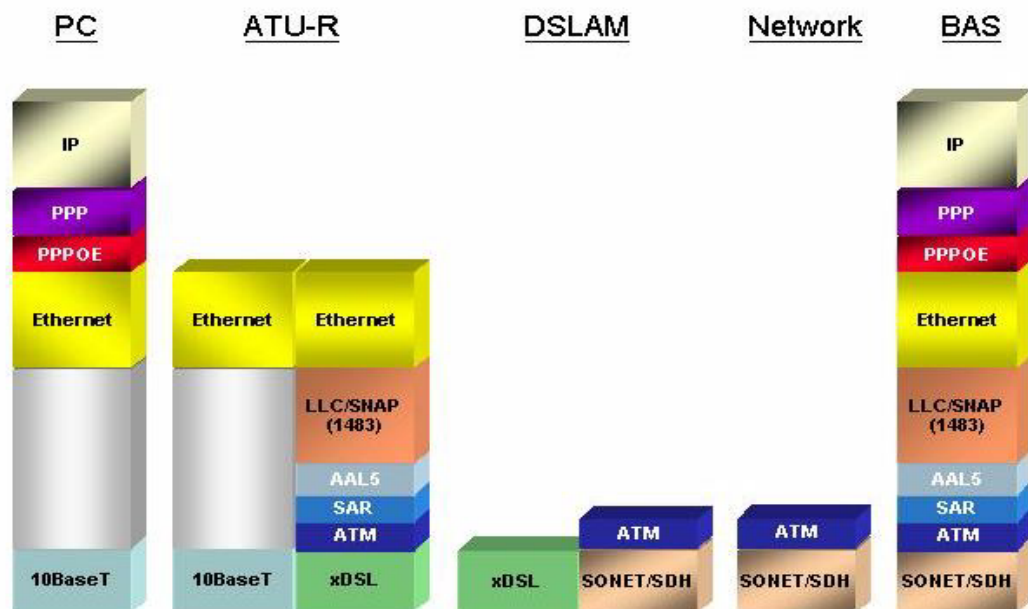 PC
ATU-R
DSLAM
Network
BAS
IP
PPP
PPPOE
Ethernet
10BaseT
Ethernet
10BaseT
Ethernet
LLC/SNAP
(1483)
AAL5
SAR
ATM
xDSL
xDSL
ATM
SONET/SDH
ATM
SONET/SDH
IP
PPP
PPPOE
Ethernet
LLC/SNAP
(1483)
AAL5
SAR
ATM
SONET/SDH